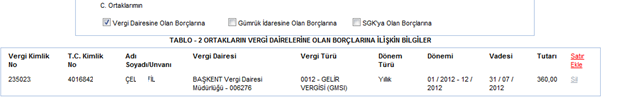 C. Ortaklarının
Vergi Dairesine Olan Borçlarına Gümrük İdaresine Olan Borçlarına SGK'ya Olan Borçlarına
TABLO - 2 ORTAKLARIN VERGİ DAİRELERİNE OLAN BORÇLARINA İLİŞKİN BİLGİLER
Vergi Kimlik No T.C. Kimlik No Adı Soyadı/Unvanı Vergi Dairesi Vergi Türü Dönem Türü Dönemi Vadesi Tutarı Satır Ekle
235023 4016842 ÇEL FİL BAŞKENT Vergi Dairesi Müdürlüğü - 006276 0012 - GELİR VERGİSİ (GMSI) Yıllık 01 / 2012 - 12 / 2012 31 / 07 / 2012 360,00 Sil